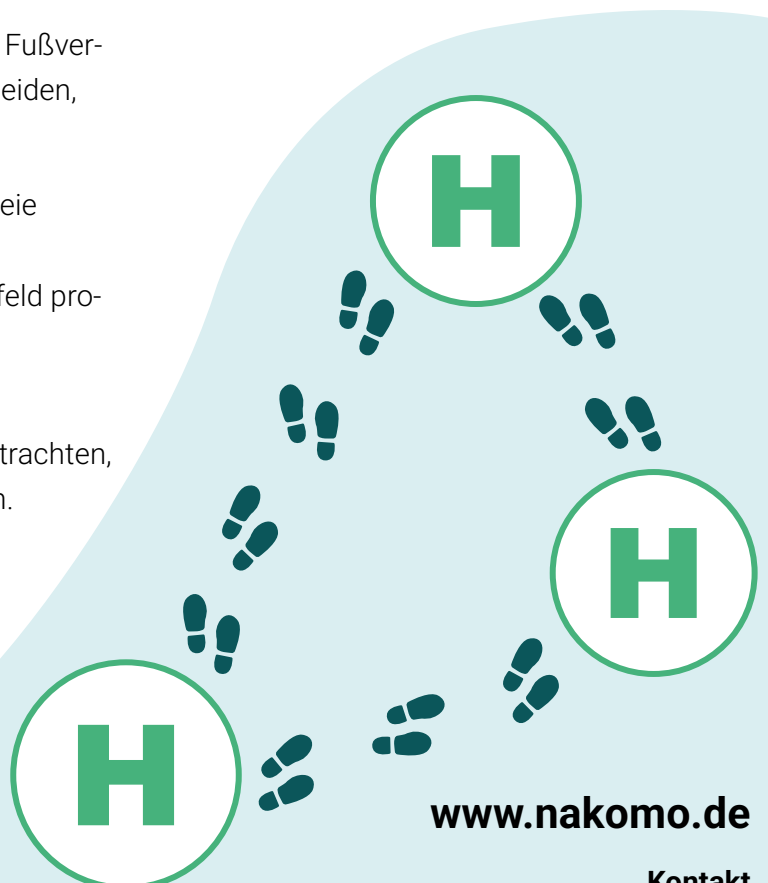 Fußver-
eiden,
eie
feld pro-
trachten,
n.
H
H
H
www.nakomo.de
Kontakt